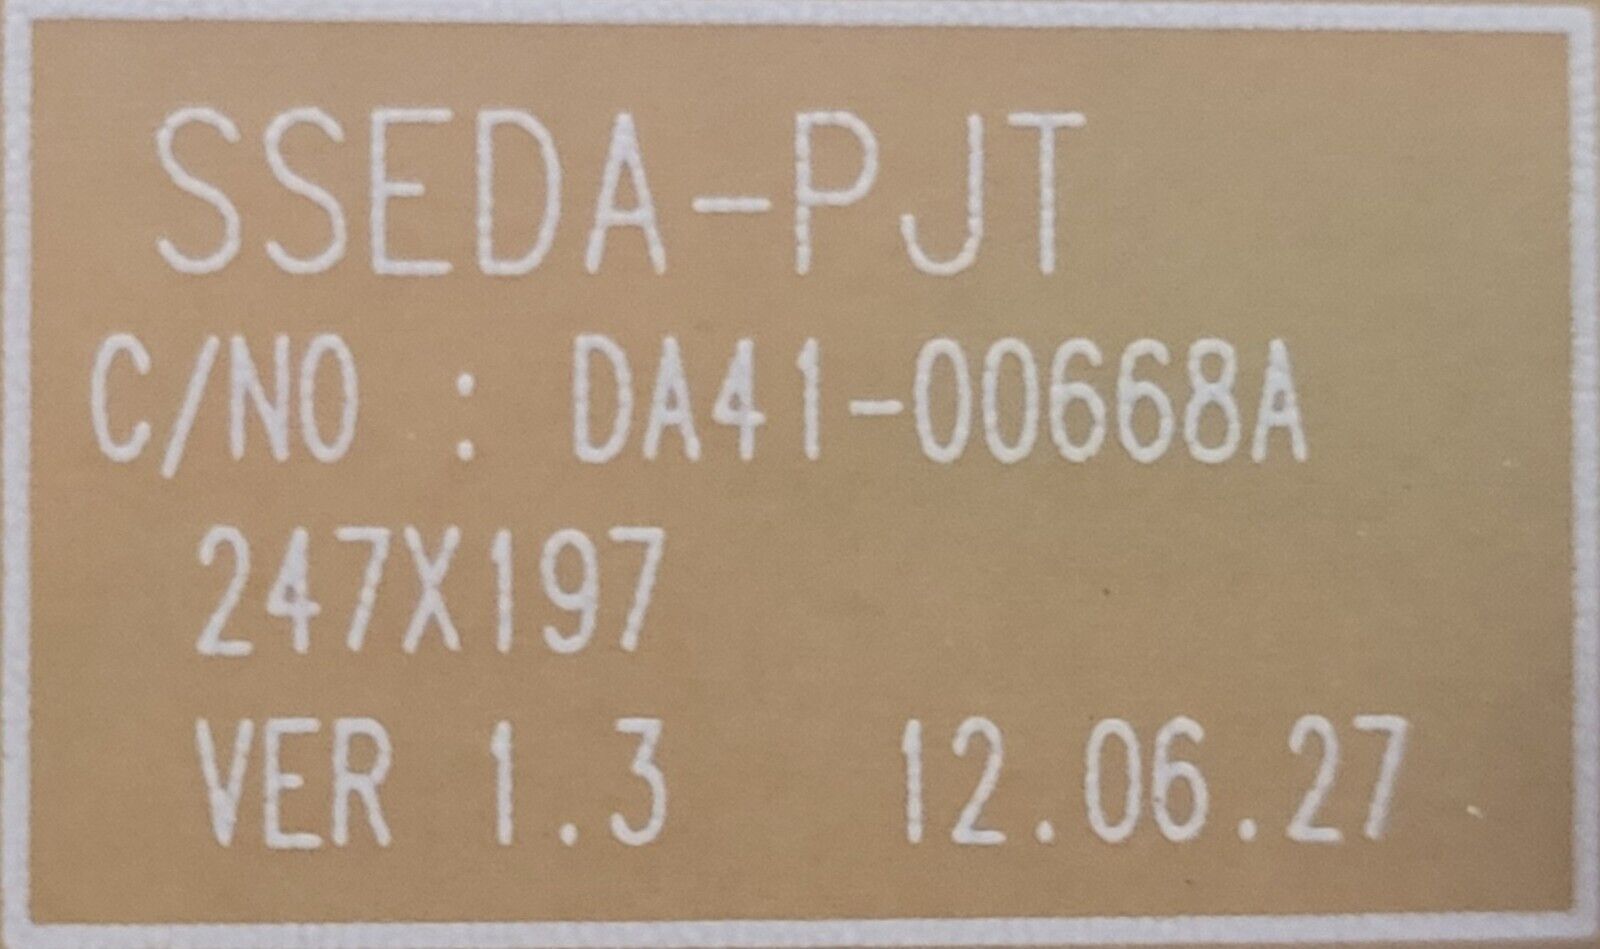 SSEDA-PJT
C/NO : DA41-00668A
247X197
VER 1.3 12.06.27